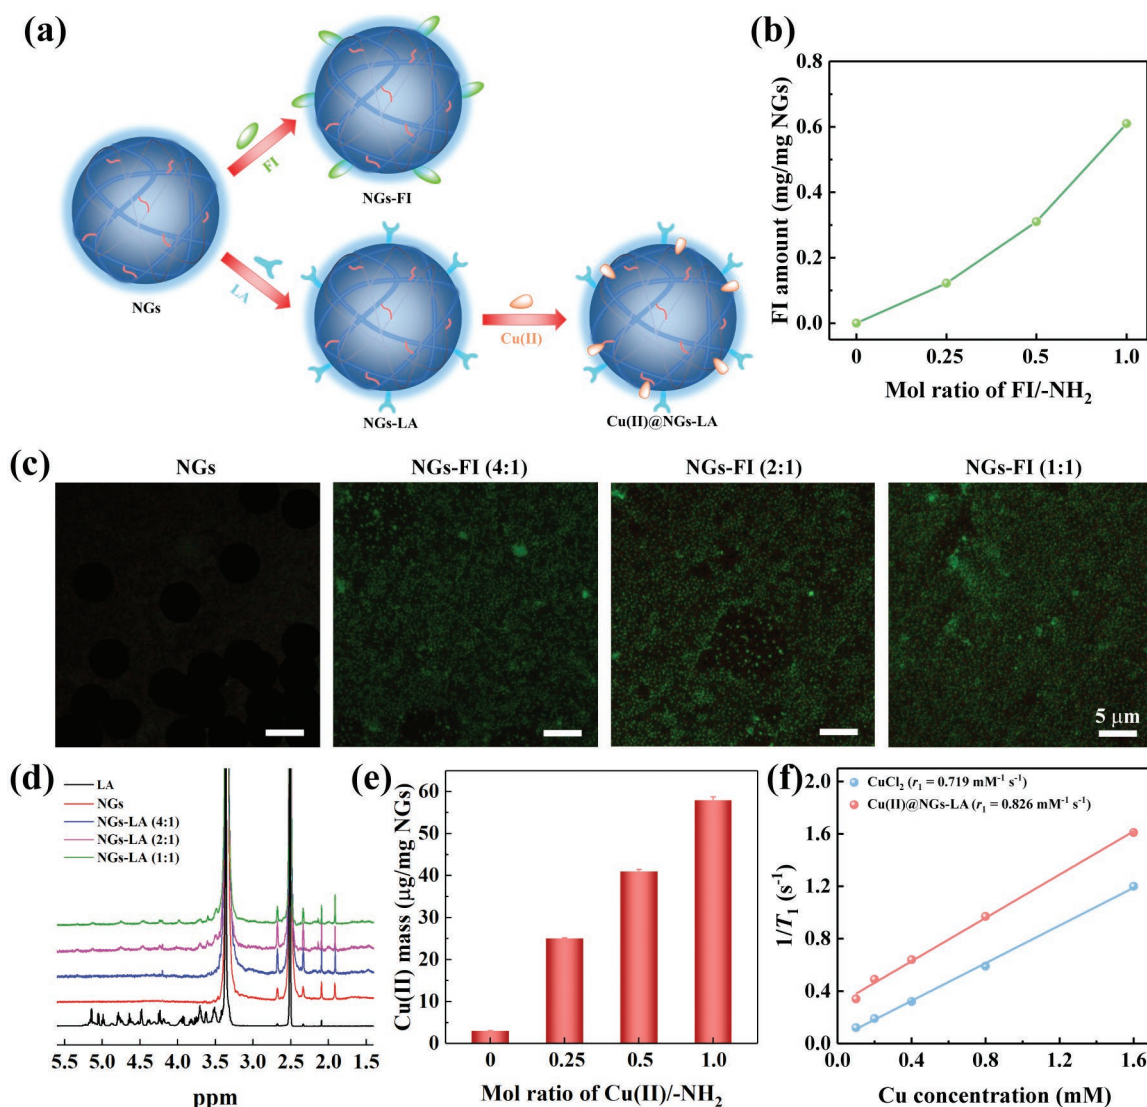 (a)
FI
NGs-FI
NGs
LA
Cu(II)
NGs-LA
Cu(II)@NGs-LA
(b)
FI amount (mg/mg NGs)
0.8
0.6
0.4
0.2
0.0
0
0.25
0.5
1.0
Mol ratio of FI/-NH₂
(c)
NGs
NGs-FI (4:1)
NGs-FI (2:1)
NGs-FI (1:1)
5 μm
(d)
LA
NGs
NGs-LA (4:1)
NGs-LA (2:1)
NGs-LA (1:1)
5.5 5.0 4.5 4.0 3.5 3.0 2.5 2.0 1.5
ppm
(e)
Cu(II) mass (μg/mg NGs)
60
50
40
30
20
10
0
0
0.25
0.5
1.0
Mol ratio of Cu(II)/-NH₂
(f)
1/T₁ (s⁻¹)
2.0
1.6
1.2
0.8
0.4
0.0
CuCl₂ (r₁ = 0.719 mM⁻¹ s⁻¹)
Cu(II)@NGs-LA (r₁ = 0.826 mM⁻¹ s⁻¹)
0.0
0.4
0.8
1.2
1.6
Cu concentration (mM)